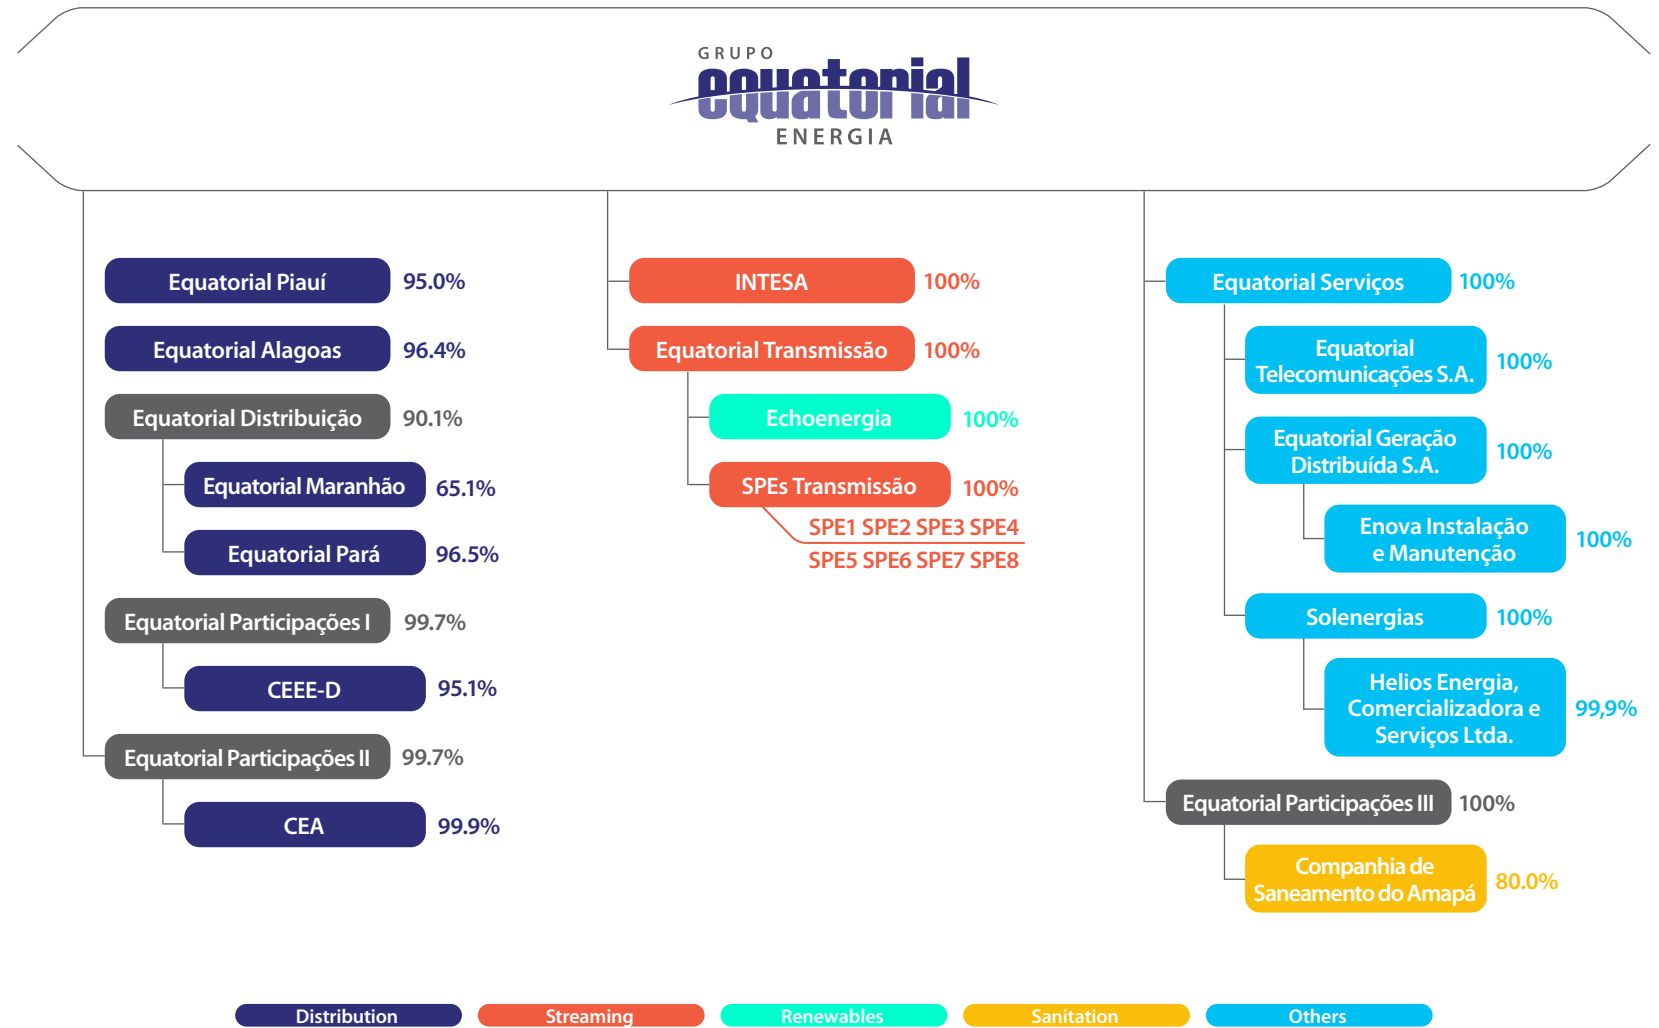 GRUPO
equatorial
ENERGIA
Equatorial Piauí 95.0%
Equatorial Alagoas 96.4%
Equatorial Distribuição 90.1%
Equatorial Maranhão 65.1%
Equatorial Pará 96.5%
Equatorial Participações I 99.7%
CEEE-D 95.1%
Equatorial Participações II 99.7%
CEA 99.9%
INTESA 100%
Equatorial Transmissão 100%
Echoenergia 100%
SPEs Transmissão 100%
SPE1 SPE2 SPE3 SPE4
SPE5 SPE6 SPE7 SPE8
Equatorial Serviços 100%
Equatorial
Telecomunicações S.A. 100%
Equatorial Geração
Distribuída S.A. 100%
Enova Instalação
e Manutenção 100%
Solenergias 100%
Helios Energia,
Comercializadora e 99,9%
Serviços Ltda.
Equatorial Participações III 100%
Companhia de
Saneamento do Amapá 80.0%
Distribution
Streaming
Renewables
Sanitation
Others